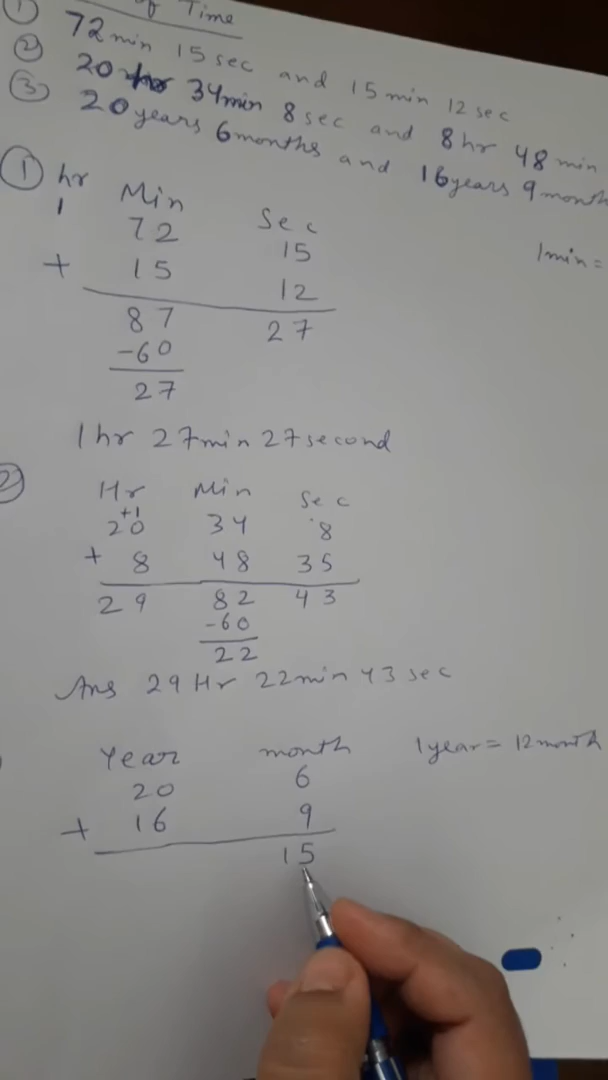 ① of Time
72 min 15 sec and 15 min 12 sec
② 20 hr 34 min 8 sec and 8 hr 48 min
③ 20 years 6 months and 16 years 9 month
1 min =
① hr Min Sec
1 72 15
+ 15 12
87 27
-60
27
1 hr 27 min 27 second
② Hr Min Sec
+1
20 34 8
+ 8 48 35
29 82 43
-60
22
Ans 29 Hr 22 min 43 sec
Year month 1 year = 12 month
20 6
+ 16 9
15